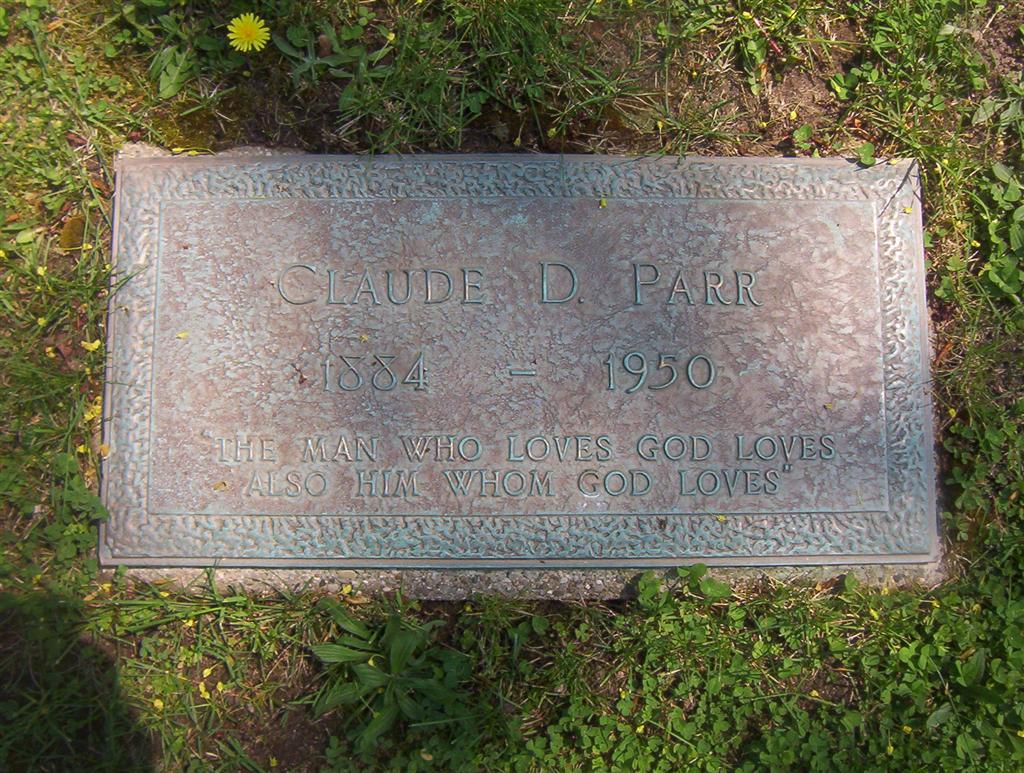 CLAUDE D. PARR
1884 - 1950
"THE MAN WHO LOVES GOD LOVES
ALSO HIM WHOM GOD LOVES"